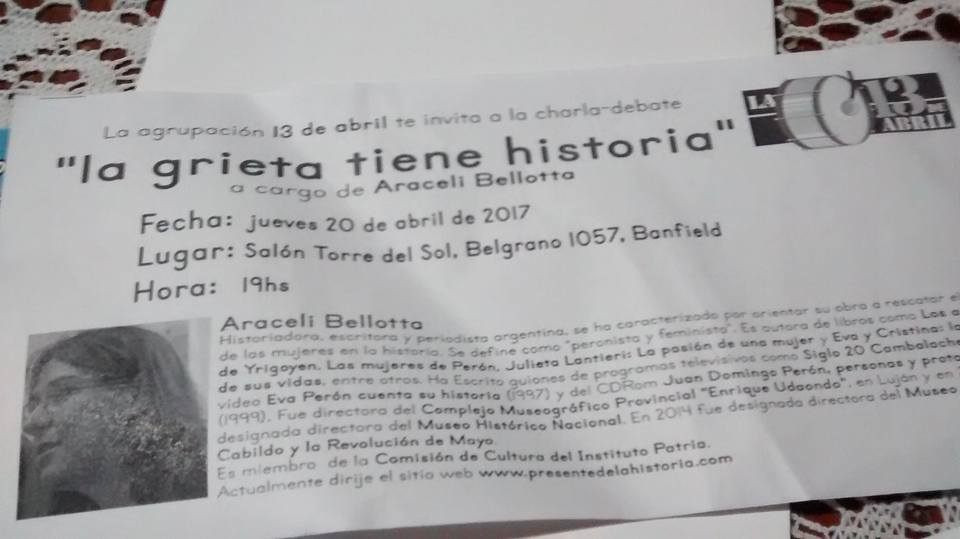 La agrupación 13 de abril te invita a la charla-debate
"la grieta tiene historia"
a cargo de Araceli Bellotta
LA
13
DE
ABRIL
Fecha: jueves 20 de abril de 2017
Lugar: Salón Torre del Sol, Belgrano 1057, Banfield
Hora: 19hs
Araceli Bellotta
Historiadora, escritora y periodista argentina, se ha caracterizado por orientar su obra a rescatar el
de las mujeres en la historia. Se define como "peronista y feminista". Es autora de libros como Los a
de Yrigoyen, Las mujeres de Perón, Julieta Lantieri: La pasión de una mujer y Eva y Cristina: la
de sus vidas, entre otros. Ha Escrito guiones de programas televisivos como Siglo 20 Cambalache
video Eva Perón cuenta su historia (1997) y del CDRom Juan Domingo Perón, personas y prota
(1999), Fue directora del Complejo Museográfico Provincial "Enrique Udaondo", en Luján y en
designada directora del Museo Histórico Nacional. En 2014 fue designada directora del Museo
Cabildo y la Revolución de Mayo.
Es miembro de la Comisión de Cultura del Instituto Patria.
Actualmente dirije el sitio web www.presentedelahistoria.com